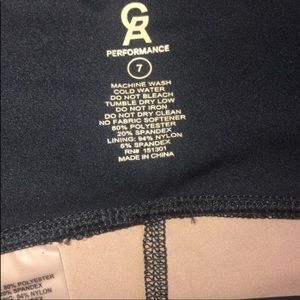 CGA
PERFORMANCE
7
MACHINE WASH
COLD WATER
DO NOT BLEACH
TUMBLE DRY LOW
DO NOT IRON
DO NOT DRY CLEAN
NO FABRIC SOFTENER
80% POLYESTER
20% SPANDEX
LINING: 94% NYLON
6% SPANDEX
RN# 151301
MADE IN CHINA
80% POLYESTER
20% SPANDEX
94% NYLON